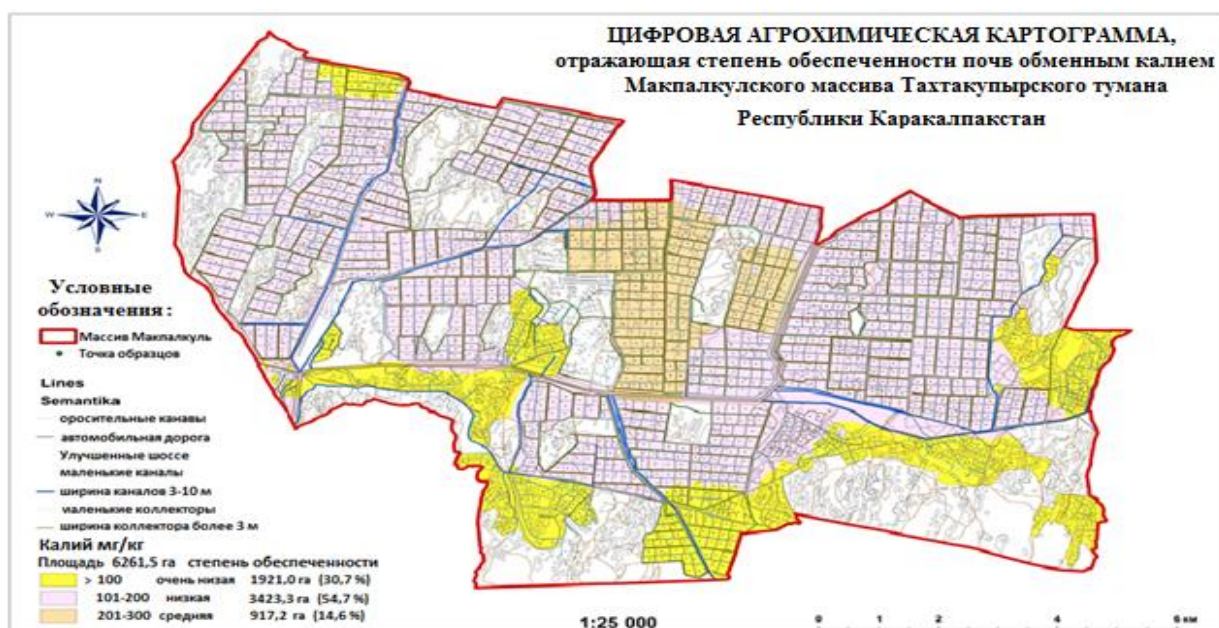 ЦИФРОВАЯ АГРОХИМИЧЕСКАЯ КАРТОГРАММА,
отражающая степень обеспеченности почв обменным калием
Макпалкулского массива Тахтакупырского тумана
Республики Каракалпакстан
N
W E
S
Условные
обозначения:
Массив Макпалкуль
Точка образцов
Lines
Semantika
оросительные канавы
автомобильная дорога
Улучшенные шоссе
маленькие каналы
ширина каналов 3-10 м
маленькие коллекторы
ширина коллектора более 3 м
Калий мг/кг
Площадь 6261,5 га степень обеспеченности
> 100 очень низая 1921,0 га (30,7 %)
101-200 низкая 3423,3 га (54,7 %)
201-300 средняя 917,2 га (14,6 %)
1:25 000
0 1 2 4 6 км